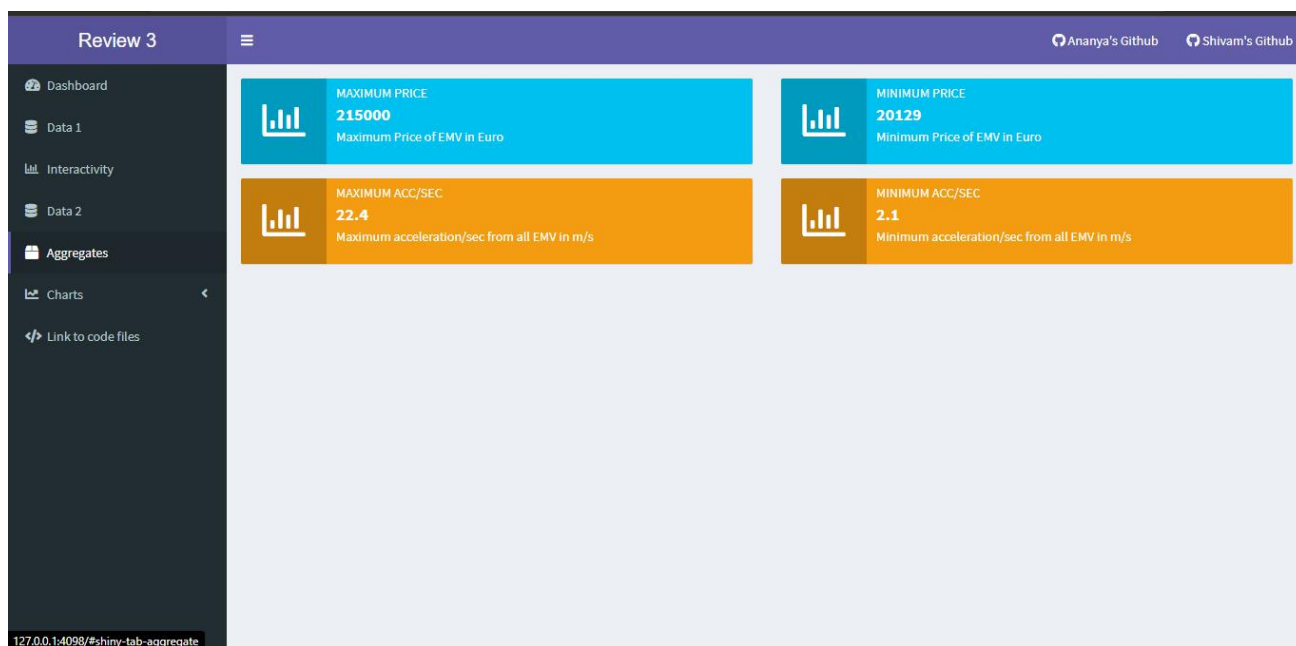 Review 3
Ananya's Github
Shivam's Github
Dashboard
Data 1
Interactivity
Data 2
Aggregates
Charts
Link to code files
MAXIMUM PRICE
215000
Maximum Price of EMV in Euro
MINIMUM PRICE
20129
Minimum Price of EMV in Euro
MAXIMUM ACC/SEC
22.4
Maximum acceleration/sec from all EMV in m/s
MINIMUM ACC/SEC
2.1
Minimum acceleration/sec from all EMV in m/s
127.0.0.1:4098/#shiny-tab-aggregate